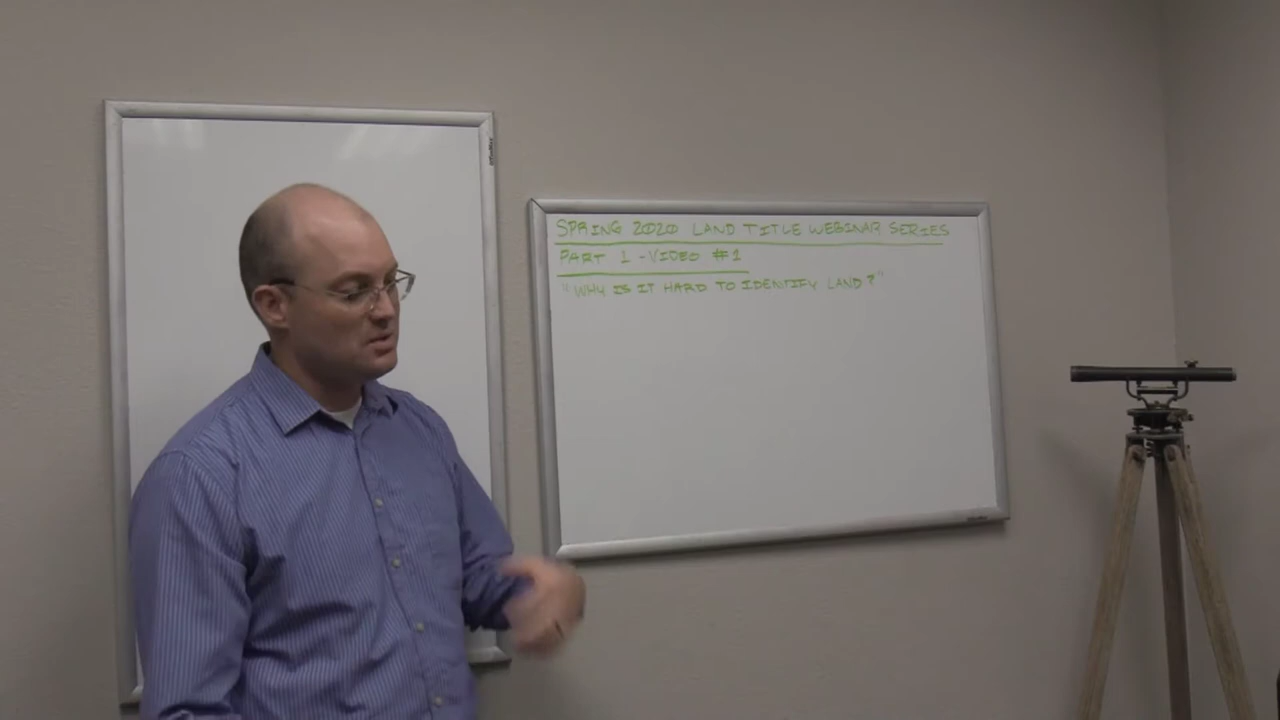 SPRING 2020 LAND TITLE WEBINAR SERIES
PART 1 - VIDEO #1
"WHY IS IT HARD TO IDENTIFY LAND?"